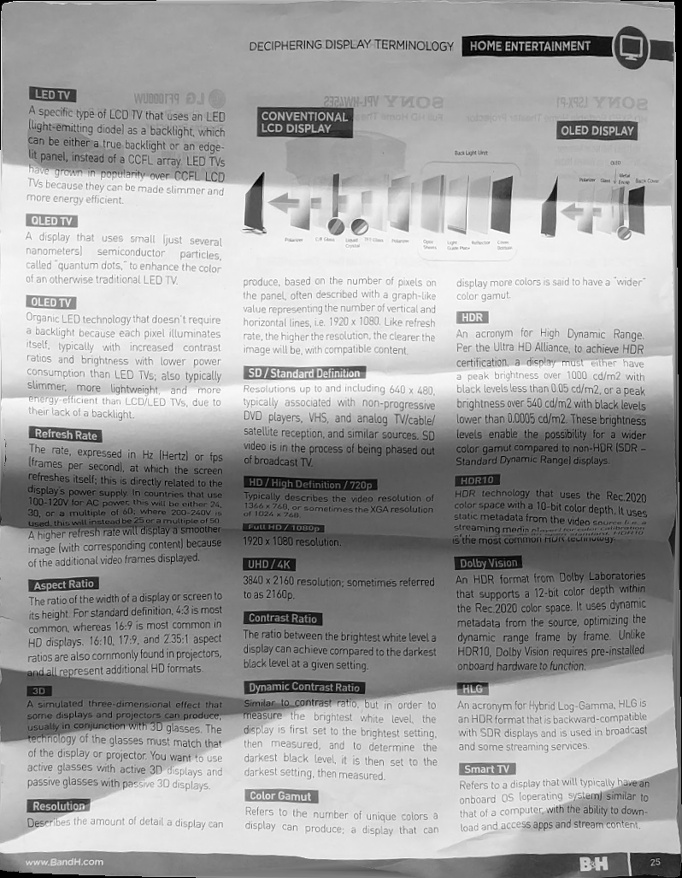 DECIPHERING DISPLAY TERMINOLOGY HOME ENTERTAINMENT
LED TV
A specific type of LCD TV that uses an LED
(light-emitting diode) as a backlight, which
can be either a true backlight or an edge-
lit panel, instead of a CCFL array. LED TVs
have grown in popularity over CCFL LCD
TVs because they can be made slimmer and
more energy efficient.
QLED TV
A display that uses small (just several
nanometers) semiconductor particles,
called "quantum dots," to enhance the color
of an otherwise traditional LED TV.
OLED TV
Organic LED technology that doesn't require
a backlight because each pixel illuminates
itself, typically with increased contrast
ratios and brightness with lower power
consumption than LED TVs; also typically
slimmer, more lightweight, and more
energy-efficient than LCD/LED TVs, due to
their lack of a backlight.
Refresh Rate
The rate, expressed in Hz (Hertz) or fps
(frames per second), at which the screen
refreshes itself; this is directly related to the
display's power supply. In countries that use
100-120V for AC power, this will be either 24,
30, or a multiple of 60; where 200-240V is
used, this will instead be 25 or a multiple of 50.
A higher refresh rate will display a smoother
image (with corresponding content) because
of the additional video frames displayed.
Aspect Ratio
The ratio of the width of a display or screen to
its height. For standard definition, 4:3 is most
common, whereas 16:9 is most common in
HD displays. 16:10, 17:9, and 2.35:1 aspect
ratios are also commonly found in projectors,
and all represent additional HD formats.
3D
A simulated three-dimensional effect that
some displays and projectors can produce,
usually in conjunction with 3D glasses. The
technology of the glasses must match that
of the display or projector. You want to use
active glasses with active 3D displays and
passive glasses with passive 3D displays.
Resolution
Describes the amount of detail a display can
CONVENTIONAL
LCD DISPLAY
Back Light Unit
Polarizer C/F Glass Liquid Crystal TFT Glass Polarizer Light Guide Reflector Cover Bottom
OLED DISPLAY
OLED
Polarizer Glass Metal Back Cover
produce, based on the number of pixels on
the panel, often described with a graph-like
value representing the number of vertical and
horizontal lines, i.e. 1920 x 1080. Like refresh
rate, the higher the resolution, the clearer the
image will be, with compatible content.
SD / Standard Definition
Resolutions up to and including 640 x 480,
typically associated with non-progressive
DVD players, VHS, and analog TV/cable/
satellite reception, and similar sources. SD
video is in the process of being phased out
of broadcast TV.
HD / High Definition / 720p
Typically describes the video resolution of
1366 x 768, or sometimes the XGA resolution
of 1024 x 768.
Full HD / 1080p
1920 x 1080 resolution.
UHD / 4K
3840 x 2160 resolution; sometimes referred
to as 2160p.
Contrast Ratio
The ratio between the brightest white level a
display can achieve compared to the darkest
black level at a given setting.
Dynamic Contrast Ratio
Similar to contrast ratio, but in order to
measure the brightest white level, the
display is first set to the brightest setting,
then measured, and to determine the
darkest black level, it is then set to the
darkest setting, then measured.
Color Gamut
Refers to the number of unique colors a
display can produce; a display that can
display more colors is said to have a "wider"
color gamut.
HDR
An acronym for High Dynamic Range.
Per the Ultra HD Alliance, to achieve HDR
certification, a display must either have
a peak brightness over 1000 cd/m2 with
black levels less than 0.05 cd/m2, or a peak
brightness over 540 cd/m2 with black levels
lower than 0.0005 cd/m2. These brightness
levels enable the possibility for a wider
color gamut compared to non-HDR (SDR –
Standard Dynamic Range) displays.
HDR10
HDR technology that uses the Rec.2020
color space with a 10-bit color depth. It uses
static metadata from the video source (i.e. a
streaming media player) for color calibration
is the most common HDR technology.
Dolby Vision
An HDR format from Dolby Laboratories
that supports a 12-bit color depth within
the Rec.2020 color space. It uses dynamic
metadata from the source, optimizing the
dynamic range frame by frame. Unlike
HDR10, Dolby Vision requires pre-installed
onboard hardware to function.
HLG
An acronym for Hybrid Log-Gamma, HLG is
an HDR format that is backward-compatible
with SDR displays and is used in broadcast
and some streaming services.
Smart TV
Refers to a display that will typically have an
onboard OS (operating system) similar to
that of a computer, with the ability to down-
load and access apps and stream content.
www.BandH.com
B&H 25